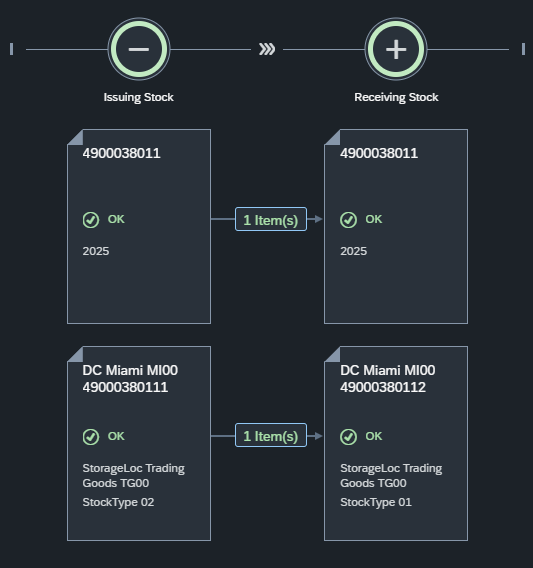 Issuing Stock
Receiving Stock
4900038011
4900038011
OK
1 Item(s)
OK
2025
2025
DC Miami MI00
49000380111
DC Miami MI00
49000380112
OK
1 Item(s)
OK
StorageLoc Trading
Goods TG00
StorageLoc Trading
Goods TG00
StockType 02
StockType 01